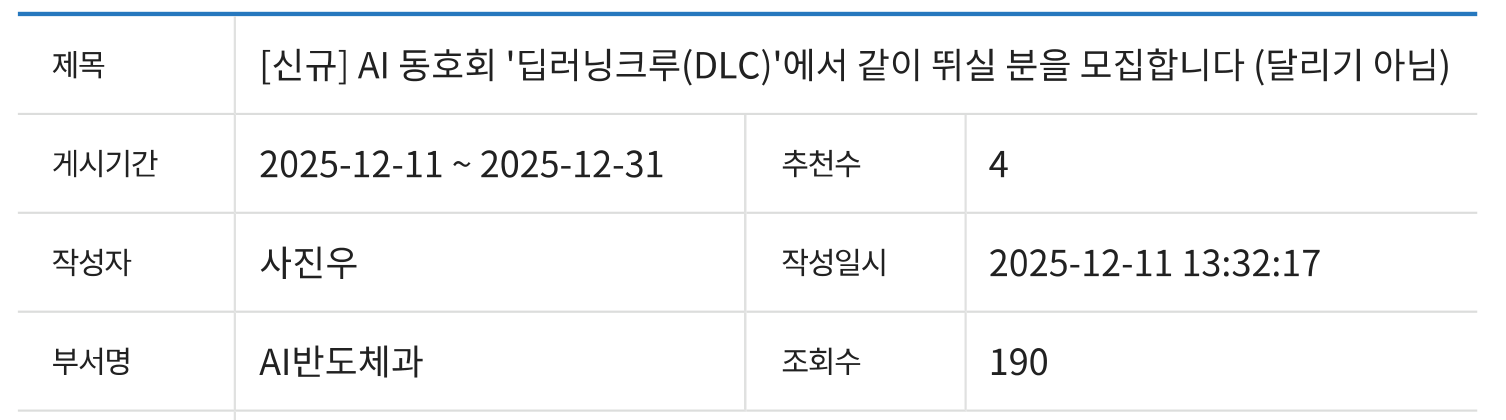 제목 [신규] AI 동호회 '딥러닝크루(DLC)'에서 같이 뛰실 분을 모집합니다 (달리기 아님)
게시기간 2025-12-11 ~ 2025-12-31 추천수 4
작성자 사진우 작성일시 2025-12-11 13:32:17
부서명 AI반도체과 조회수 190